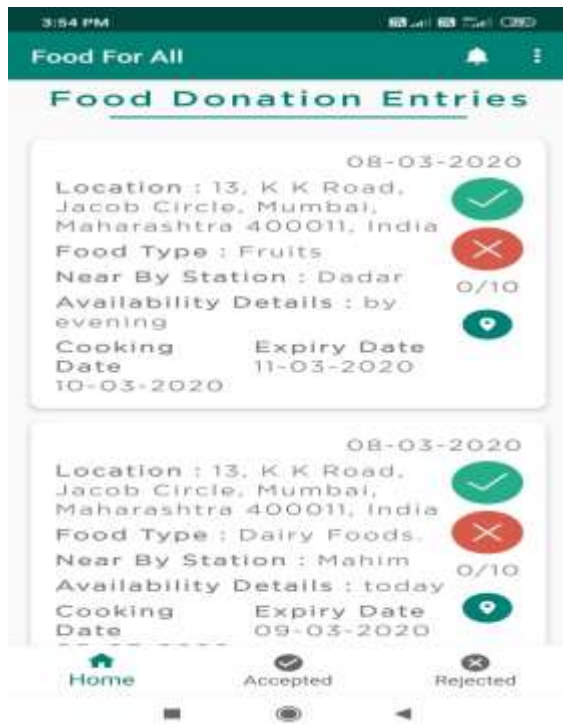 3:54 PM
Food For All
Food Donation Entries
08-03-2020
Location : 13, K K Road,
Jacob Circle, Mumbai,
Maharashtra 400011, India
Food Type : Fruits
Near By Station : Dadar
0/10
Availability Details : by
evening
Cooking Date Expiry Date
10-03-2020 11-03-2020
08-03-2020
Location : 13, K K Road,
Jacob Circle, Mumbai,
Maharashtra 400011, India
Food Type : Dairy Foods.
Near By Station : Mahim
0/10
Availability Details : today
Cooking Date Expiry Date
09-03-2020
Home Accepted Rejected